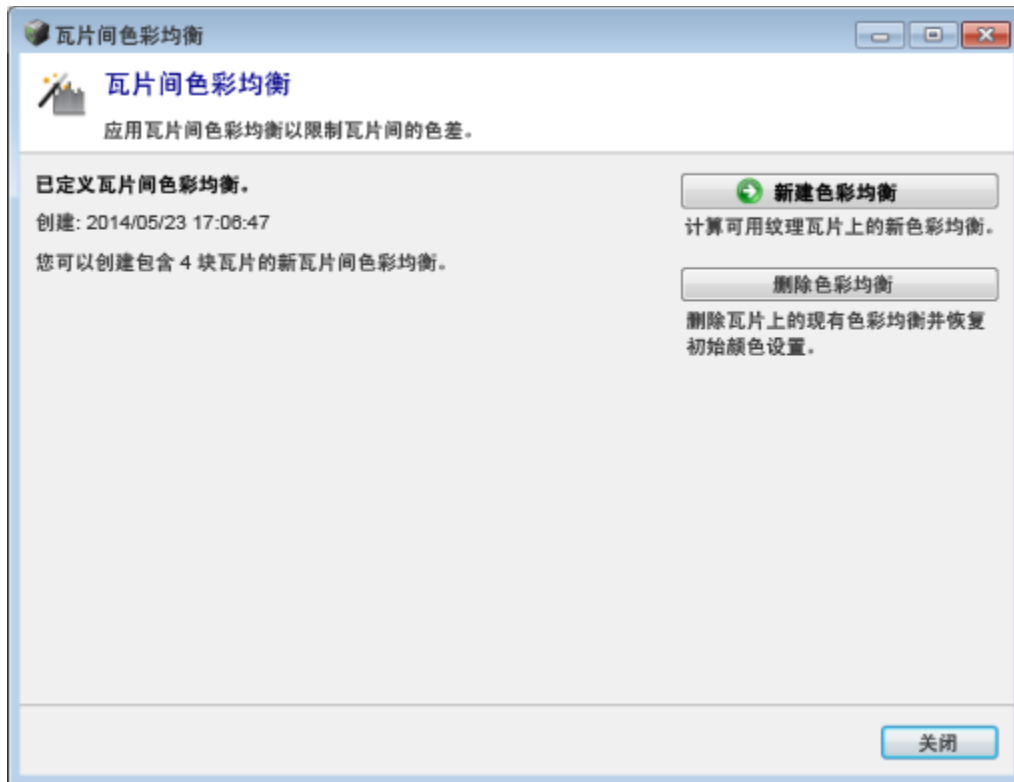 瓦片间色彩均衡
瓦片间色彩均衡
应用瓦片间色彩均衡以限制瓦片间的色差。
已定义瓦片间色彩均衡。
创建: 2014/05/23 17:06:47
您可以创建包含 4 块瓦片的新瓦片间色彩均衡。
新建色彩均衡
计算可用纹理瓦片上的新色彩均衡。
删除色彩均衡
删除瓦片上的现有色彩均衡并恢复
初始颜色设置。
关闭